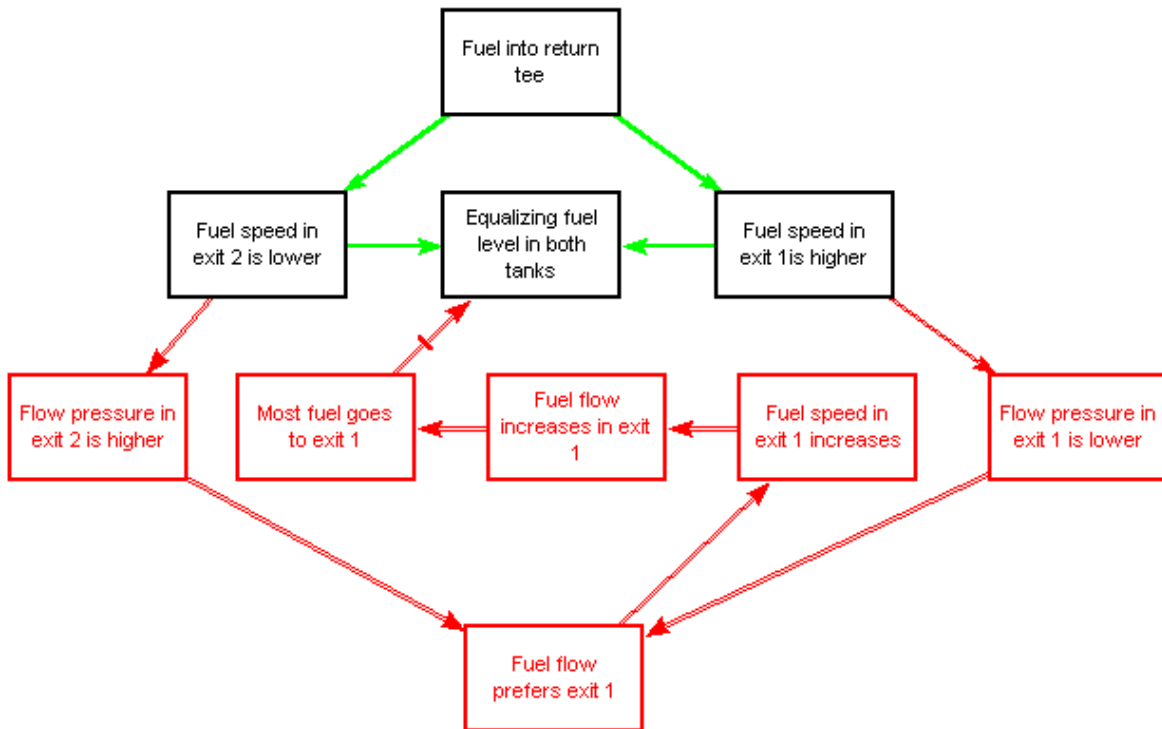 Fuel into return
tee
Fuel speed in
exit 2 is lower
Equalizing fuel
level in both
tanks
Fuel speed in
exit 1is higher
Flow pressure in
exit 2 is higher
Most fuel goes
to exit 1
Fuel flow
increases in exit
1
Fuel speed in
exit 1 increases
Flow pressure in
exit 1 is lower
Fuel flow
prefers exit 1